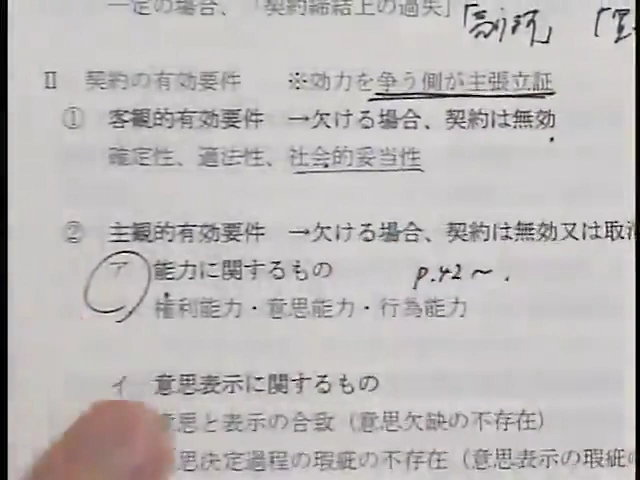 一定の場合、「契約締結上の過失」
Ⅱ 契約の有効要件 ※効力を争う側が主張立証
① 客観的有効要件 →欠ける場合、契約は無効
確定性、適法性、社会的妥当性
② 主観的有効要件 →欠ける場合、契約は無効又は取消
ア 能力に関するもの p.42~.
権利能力・意思能力・行為能力
イ 意思表示に関するもの
意思と表示の合致（意思欠缺の不存在）
思決定過程の瑕疵の不存在（意思表示の瑕疵の